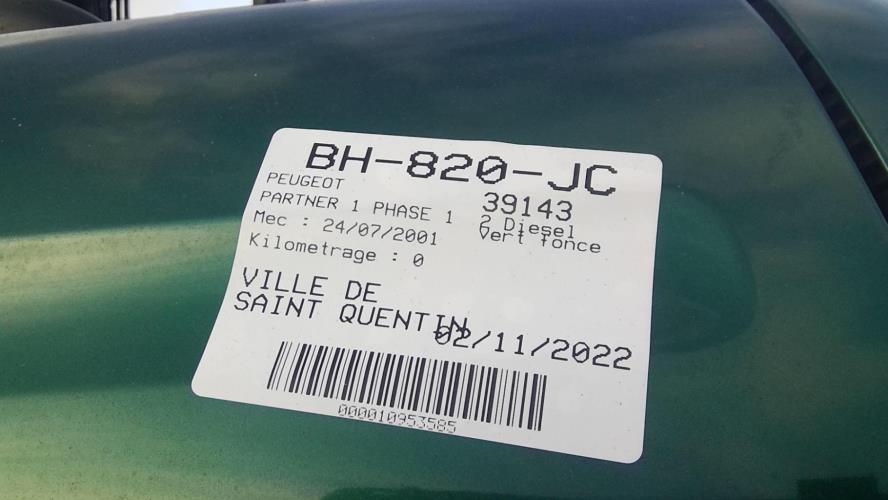 BH-820-JC
PEUGEOT
39143
PARTNER 1 PHASE 1
2 Diesel
Mec : 24/07/2001
Vert fonce
Kilometrage : 0
VILLE DE
SAINT QUENTIN
02/11/2022
000010953585